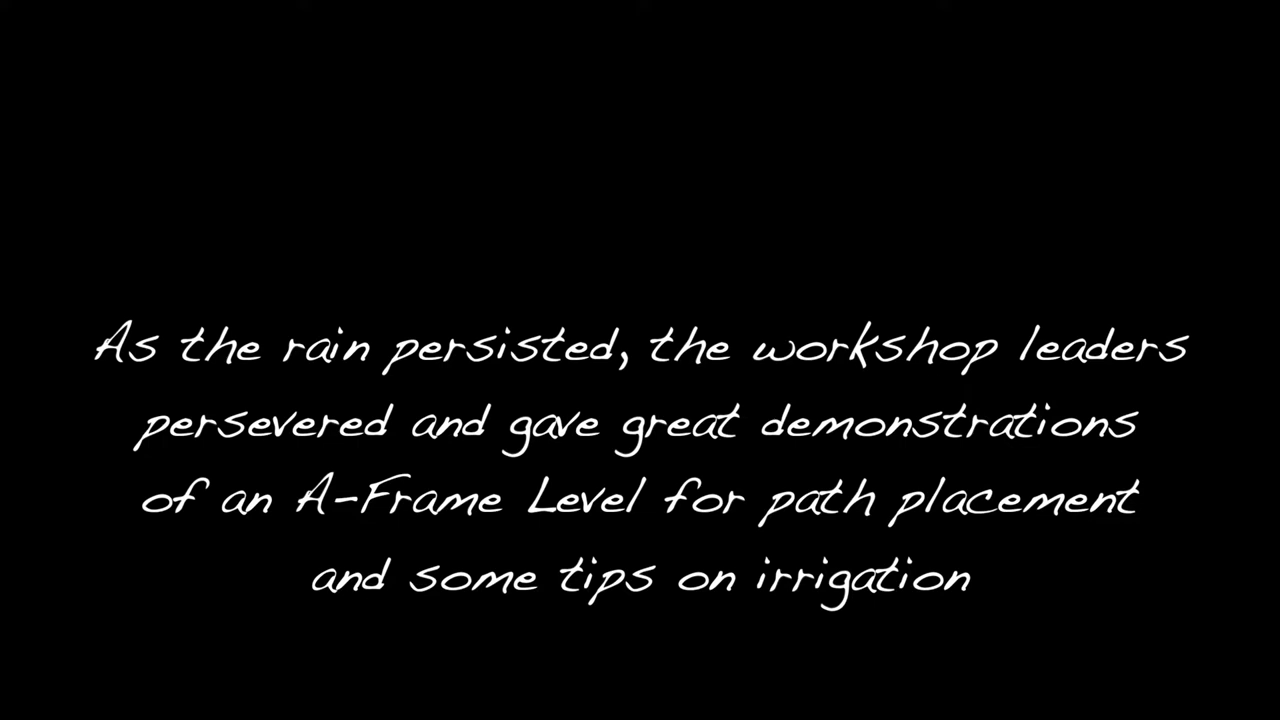 As the rain persisted, the workshop leaders
persevered and gave great demonstrations
of an A-Frame Level for path placement
and some tips on irrigation